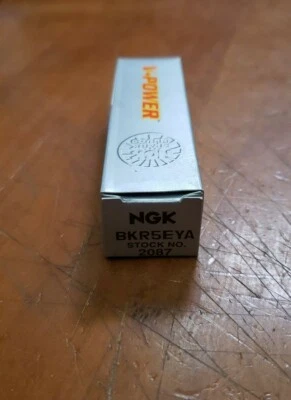 V-POWER
NGK
BKR5EYA
STOCK NO.
2087